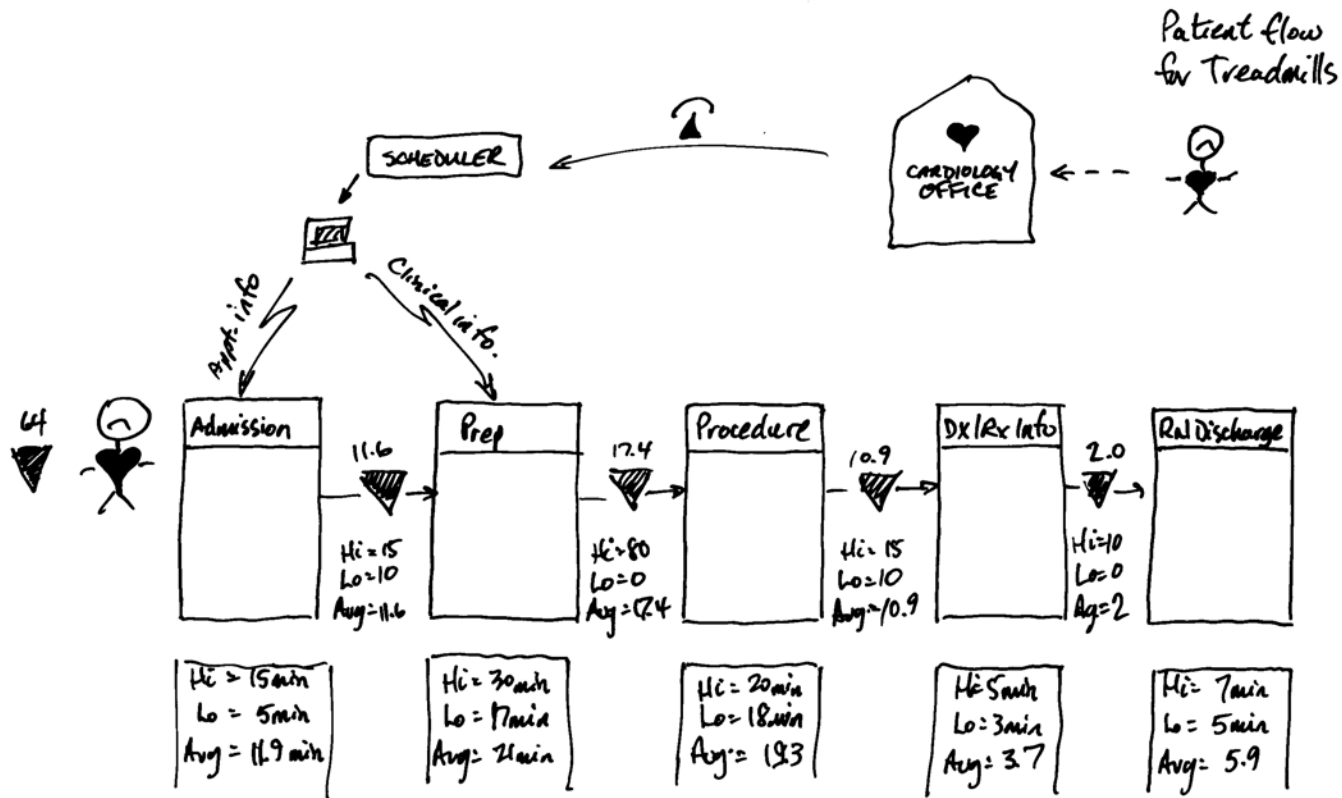 Patient flow
for Treadmills
SCHEDULER
CARDIOLOGY
OFFICE
Appt. info
Clinical info.
64
Admission
11.6
Prep
17.4
Procedure
10.9
Dx/Rx Info
2.0
Discharge
Hi=15
Lo=10
Avg=11.6
Hi=80
Lo=0
Avg=17.4
Hi=15
Lo=10
Avg=10.9
Hi=10
Lo=0
Ag=2
Hi = 15min
Lo = 5min
Avg = 11.9 min
Hi = 30min
Lo = 17min
Avg = 21min
Hi = 20min
Lo = 18min
Avg = 19.3
Hi= 5min
Lo = 3min
Avg = 3.7
Hi= 7min
Lo = 5min
Avg = 5.9